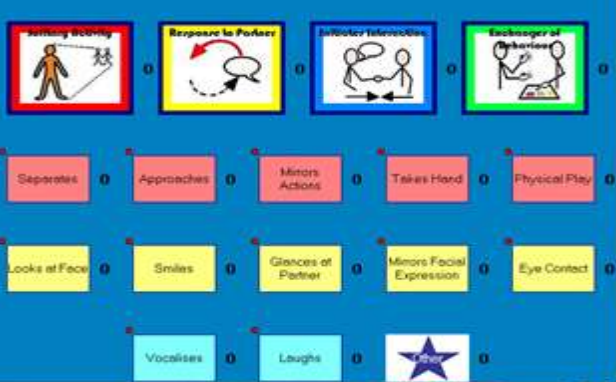 Solitary Activity
Response to Partner
Initiates Interaction
Exchanges of
Behaviour
0
0
0
0
Separates
0
Approaches
0
Mirrors
Actions
0
Takes Hand
0
Physical Play
0
Looks at Face
0
Smiles
0
Glances at
Partner
0
Mirrors Facial
Expression
0
Eye Contact
0
Vocalises
0
Laughs
0
Other
0